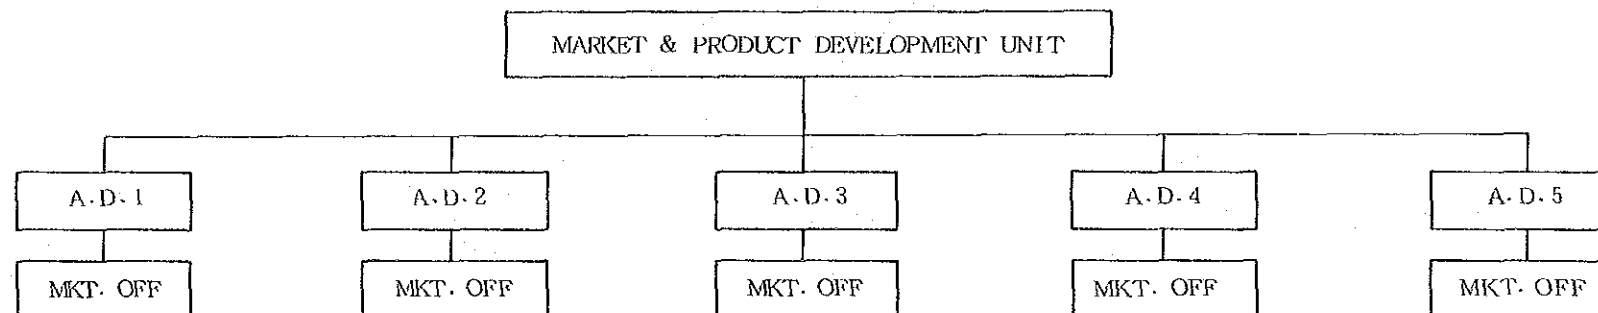 MARKET & PRODUCT DEVELOPMENT UNIT
A.D.1 A.D.2 A.D.3 A.D.4 A.D.5
MKT. OFF MKT. OFF MKT. OFF MKT. OFF MKT. OFF